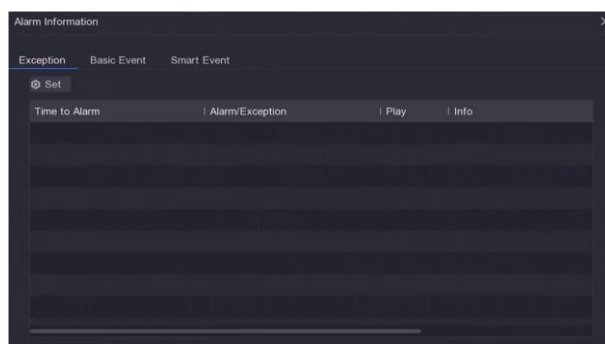 Alarm Information
Exception Basic Event Smart Event
Set
Time to Alarm Alarm/Exception Play Info